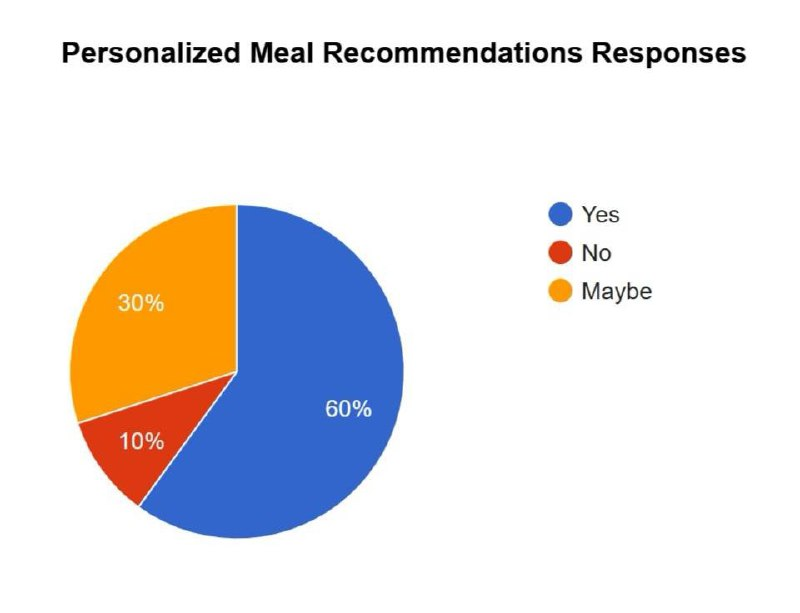 Personalized Meal Recommendations Responses
Yes
No
Maybe
30%
60%
10%